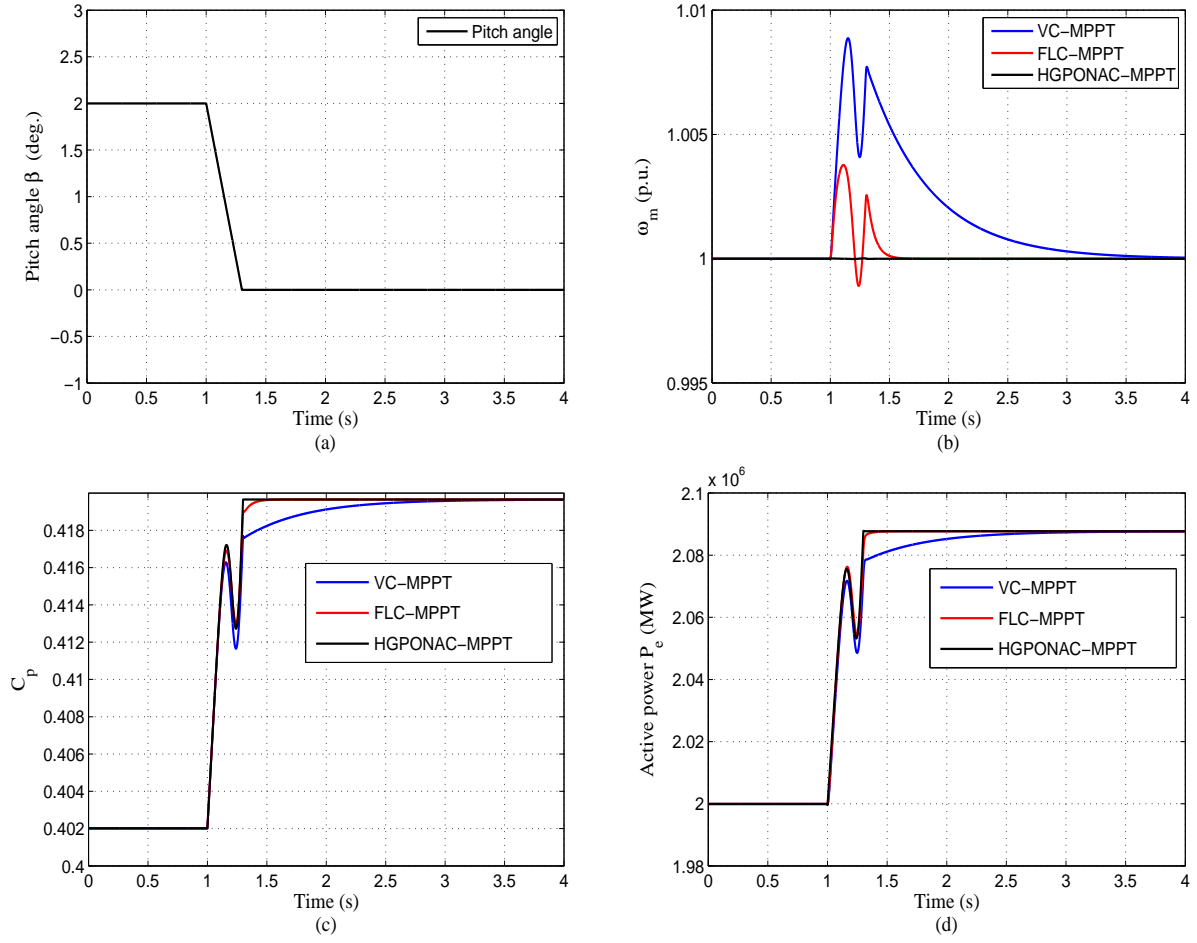 3
2.5
2
1.5
1
0.5
0
−0.5
−1
Pitch angle β (deg.)
Pitch angle
0 0.5 1 1.5 2 2.5 3 3.5 4
Time (s)
(a)
1.01
1.005
1
0.995
ω_m (p.u.)
VC−MPPT
FLC−MPPT
HGPONAC−MPPT
0 0.5 1 1.5 2 2.5 3 3.5 4
Time (s)
(b)
0.418
0.416
0.414
0.412
0.41
0.408
0.406
0.404
0.402
0.4
C_p
VC−MPPT
FLC−MPPT
HGPONAC−MPPT
0 0.5 1 1.5 2 2.5 3 3.5 4
Time (s)
(c)
x 10^6
2.1
2.08
2.06
2.04
2.02
2
1.98
Active power P_e (MW)
VC−MPPT
FLC−MPPT
HGPONAC−MPPT
0 0.5 1 1.5 2 2.5 3 3.5 4
Time (s)
(d)